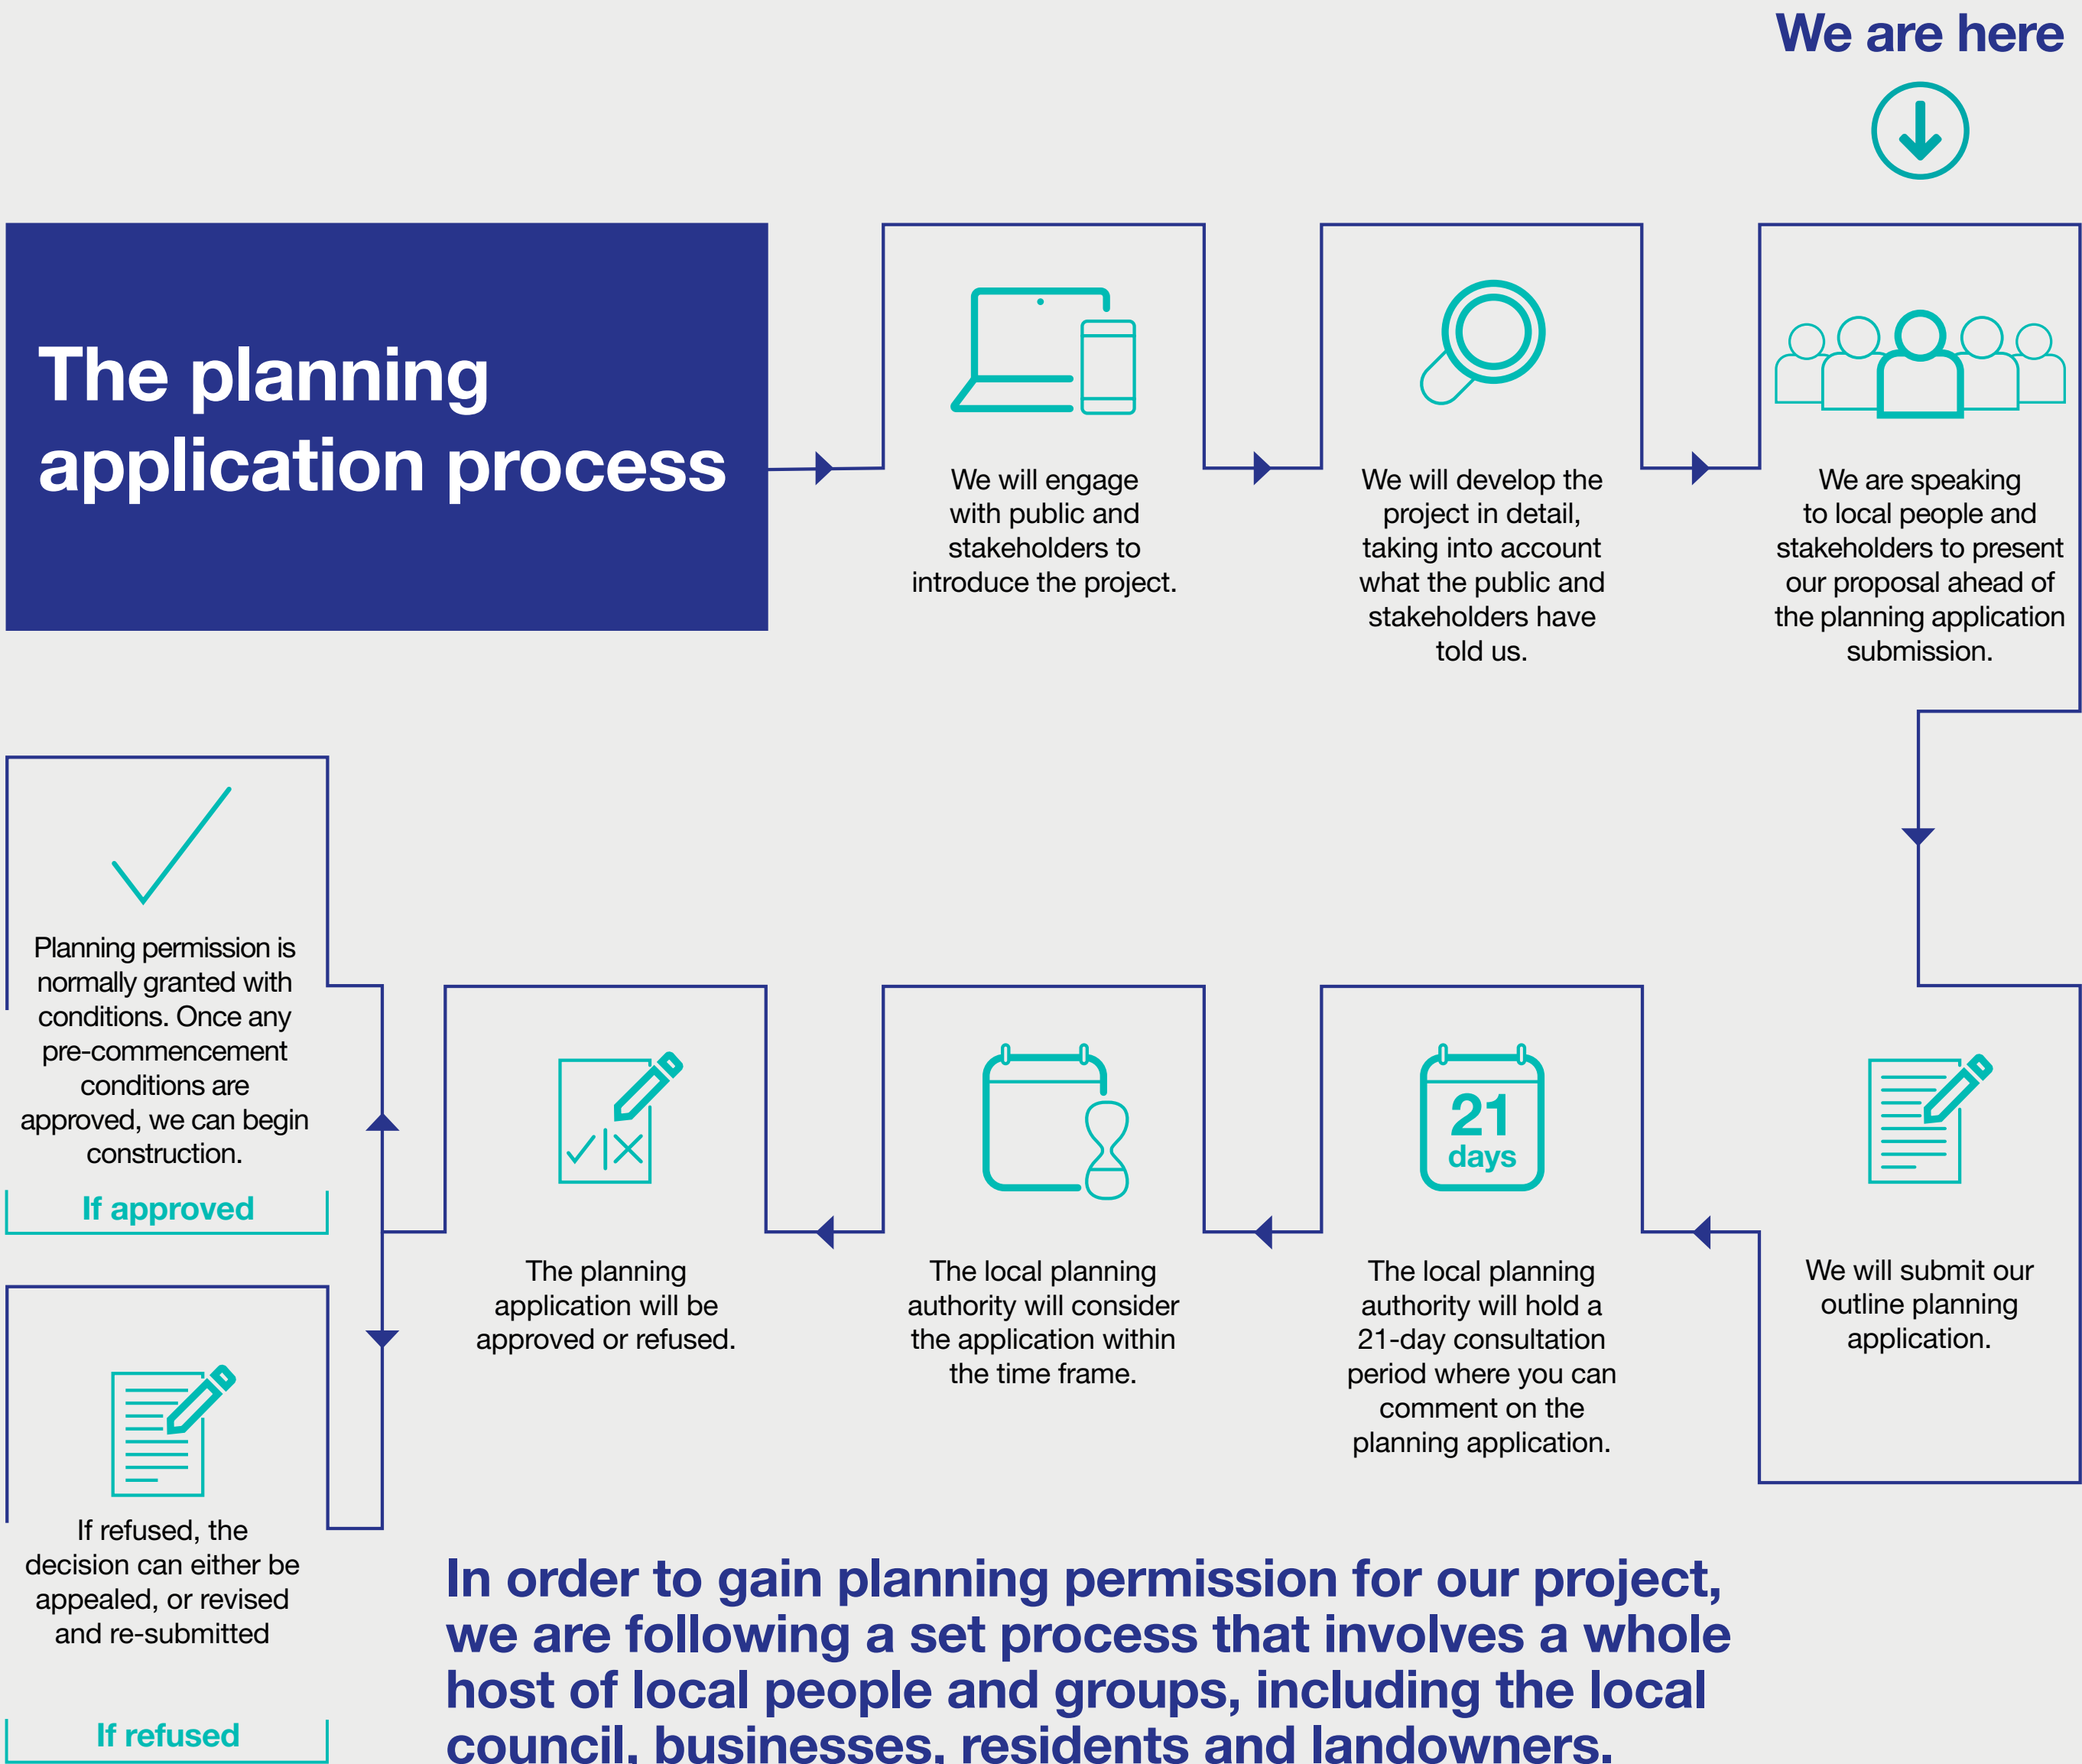 We are here
The planning
application process
We will engage
with public and
stakeholders to
introduce the project.
We will develop the
project in detail,
taking into account
what the public and
stakeholders have
told us.
We are speaking
to local people and
stakeholders to present
our proposal ahead of
the planning application
submission.
We will submit our
outline planning
application.
21
days
The local planning
authority will hold a
21-day consultation
period where you can
comment on the
planning application.
The local planning
authority will consider
the application within
the time frame.
The planning
application will be
approved or refused.
Planning permission is
normally granted with
conditions. Once any
pre-commencement
conditions are
approved, we can begin
construction.
If approved
If refused, the
decision can either be
appealed, or revised
and re-submitted
If refused
In order to gain planning permission for our project,
we are following a set process that involves a whole
host of local people and groups, including the local
council, businesses, residents and landowners.